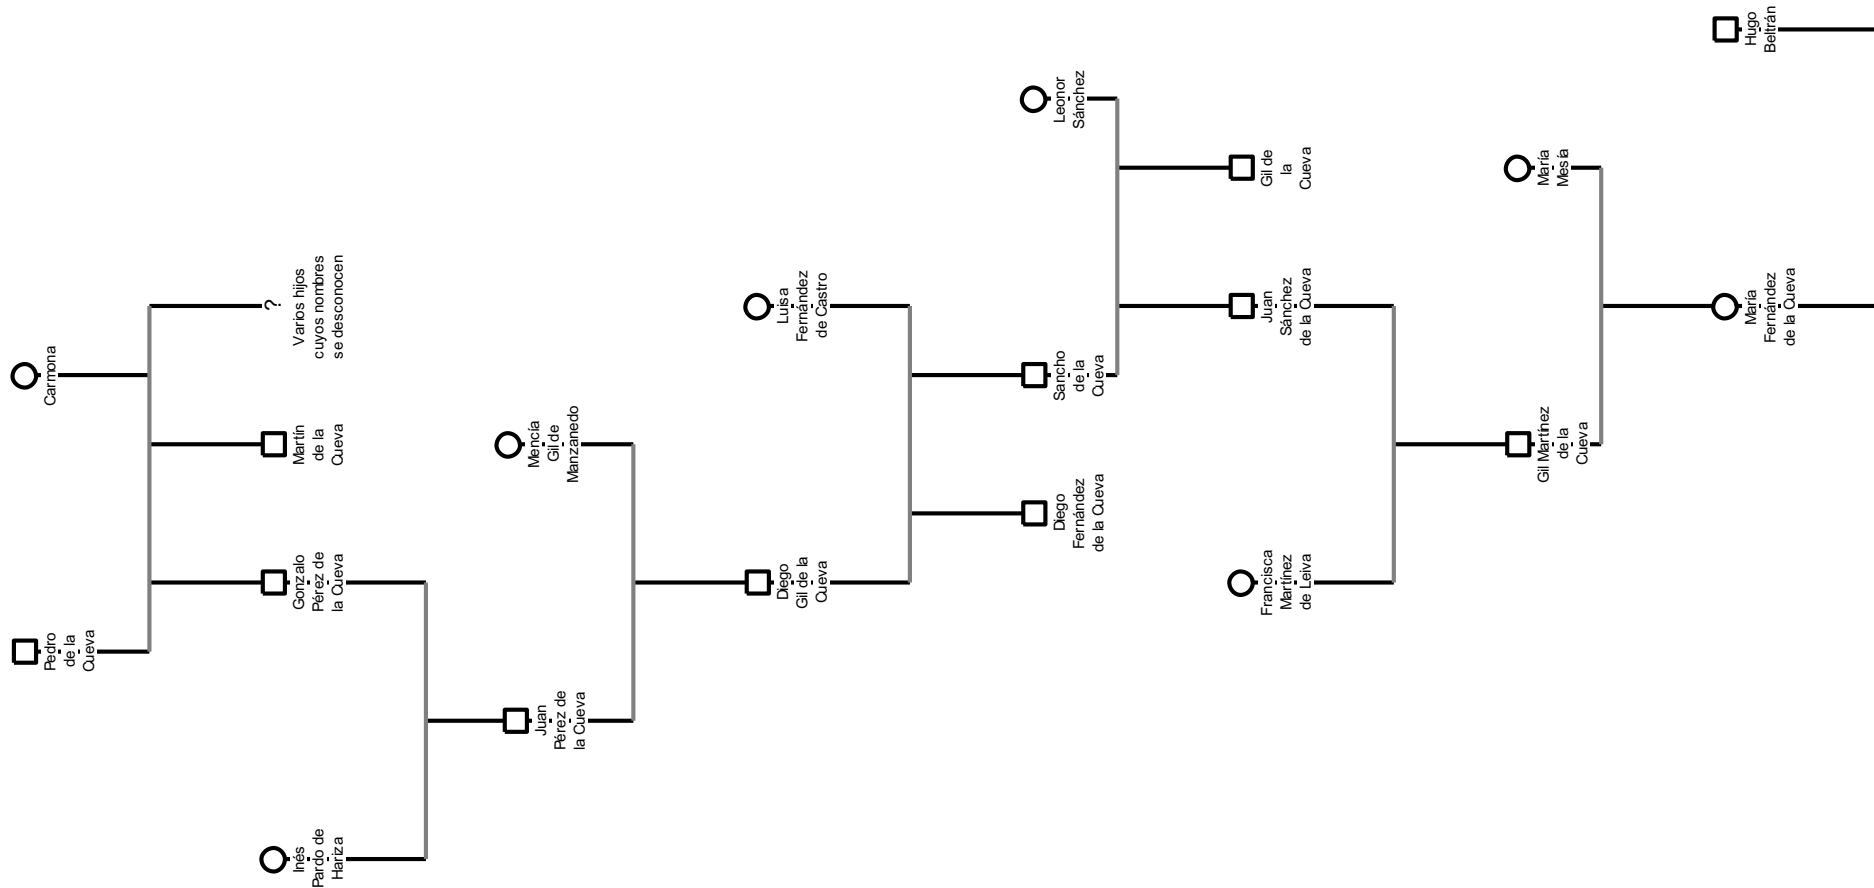 Carmona
Pedro
de la
Cueva
Inés
Pardo de
Hariza
Gonzalo
Pérez de
la Cueva
Martín
de la
Cueva
?
Varios hijos
cuyos nombres
se desconocen
Juan
Pérez de
la Cueva
Mencía
Gil de
Manzanedo
Diego
Gil de la
Cueva
Luisa
Fernández
de Castro
Diego
Fernández
de la Cueva
Sancho
de la
Cueva
Leonor
Sánchez
Francisca
Martínez
de Leiva
Juan
Sánchez
de la Cueva
Gil de
la
Cueva
Gil Martínez
de la
Cueva
María
Mesía
María
Fernández
de la Cueva
Hugo
Beltrán